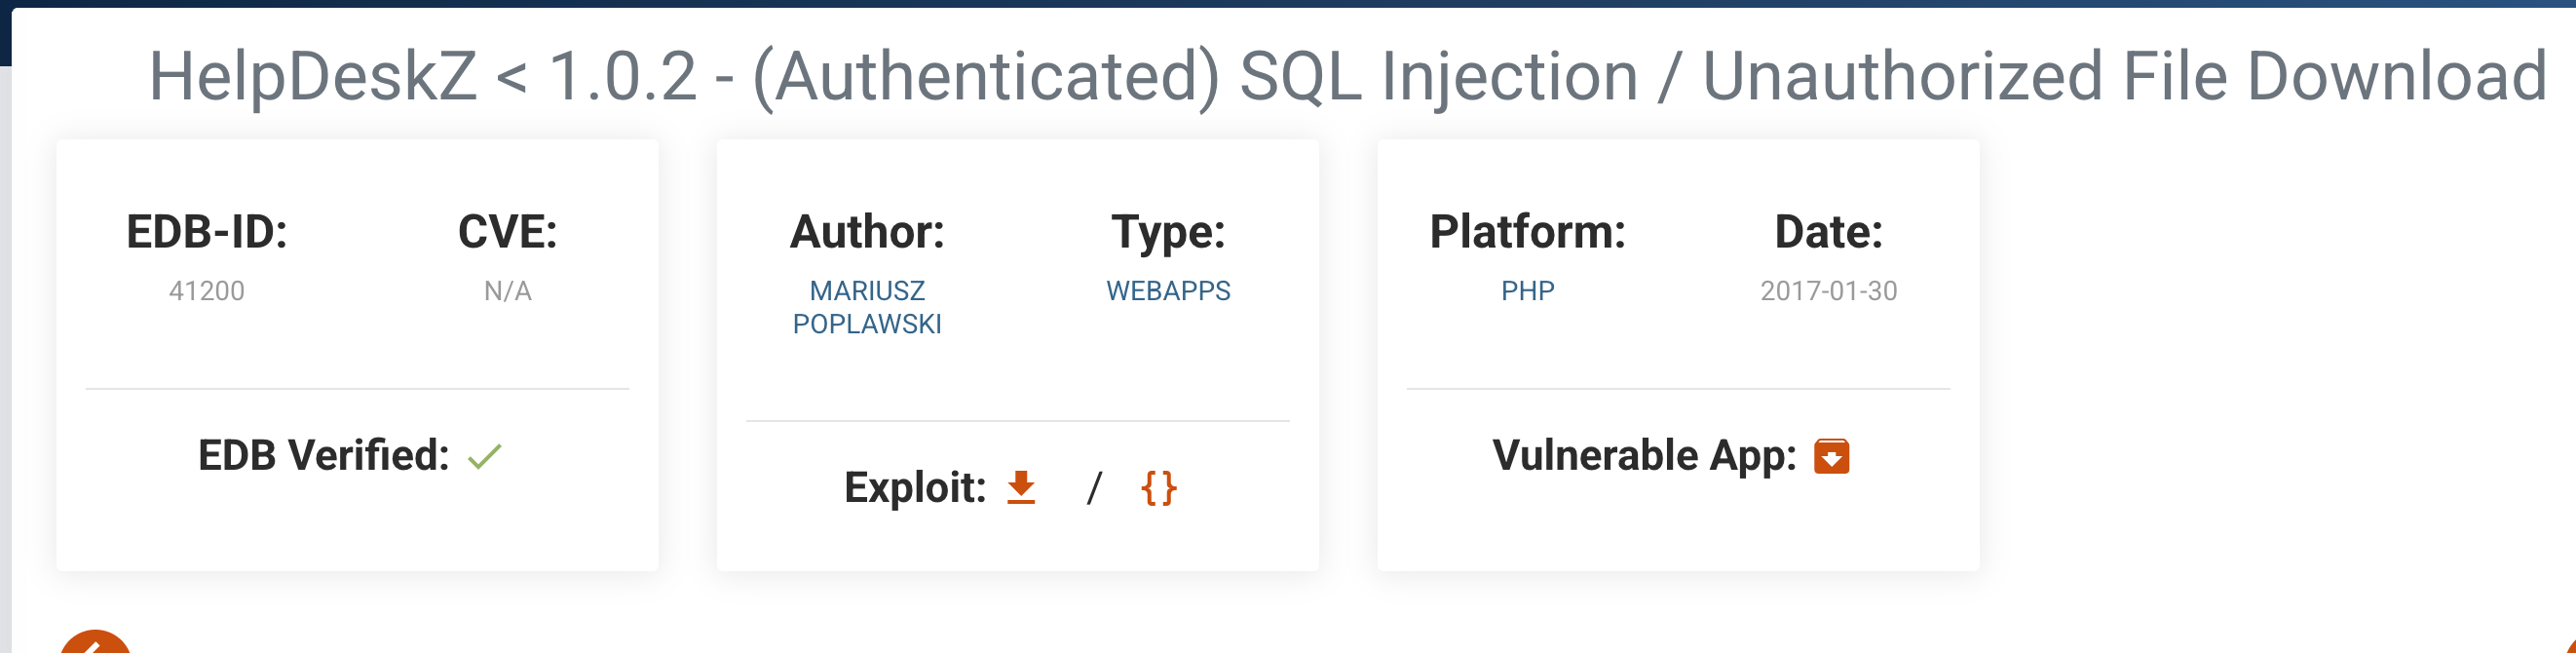 HelpDeskZ < 1.0.2 - (Authenticated) SQL Injection / Unauthorized File Download
EDB-ID:
41200
CVE:
N/A
EDB Verified:
Author:
MARIUSZ
POPLAWSKI
Type:
WEBAPPS
Exploit: / {}
Platform:
PHP
Date:
2017-01-30
Vulnerable App: